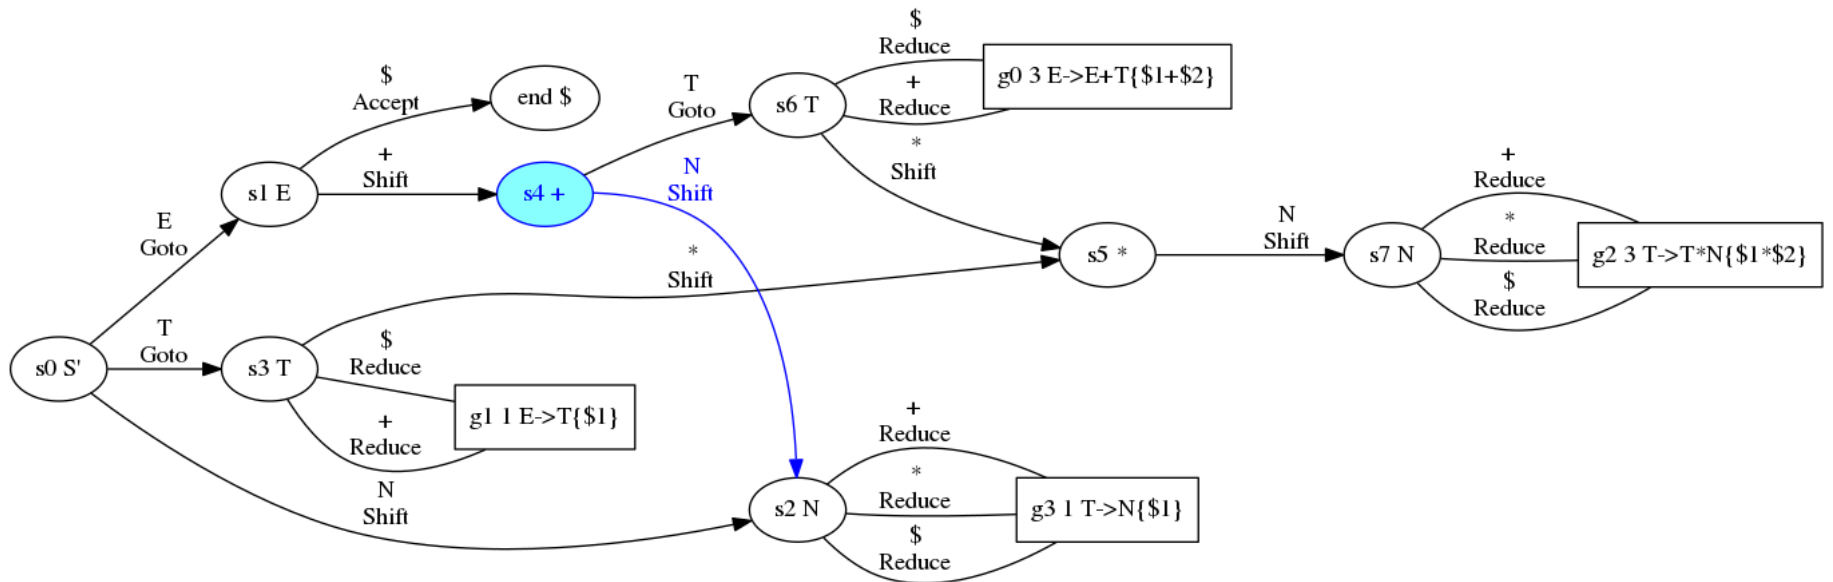 $
Reduce
g0 3 E->E+T{$1+$2}
+
Reduce
$
Accept
end $
T
Goto
s6 T
*
Shift
+
Shift
s1 E
s4 +
N
Shift
+
Reduce
E
Goto
*
Shift
s5 *
N
Shift
s7 N
*
Reduce
g2 3 T->T*N{$1*$2}
$
Reduce
T
Goto
s0 S'
s3 T
$
Reduce
g1 1 E->T{$1}
+
Reduce
N
Shift
+
Reduce
s2 N
*
Reduce
g3 1 T->N{$1}
$
Reduce